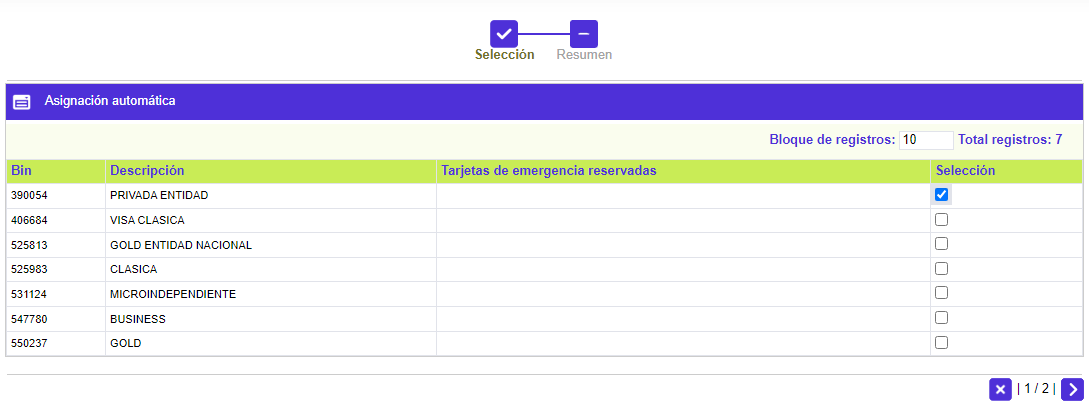 Selección Resumen
Asignación automática
Bloque de registros: 10 Total registros: 7
Bin Descripción Tarjetas de emergencia reservadas Selección
390054 PRIVADA ENTIDAD
406684 VISA CLASICA
525813 GOLD ENTIDAD NACIONAL
525983 CLASICA
531124 MICROINDEPENDIENTE
547780 BUSINESS
550237 GOLD
| 1 / 2 |